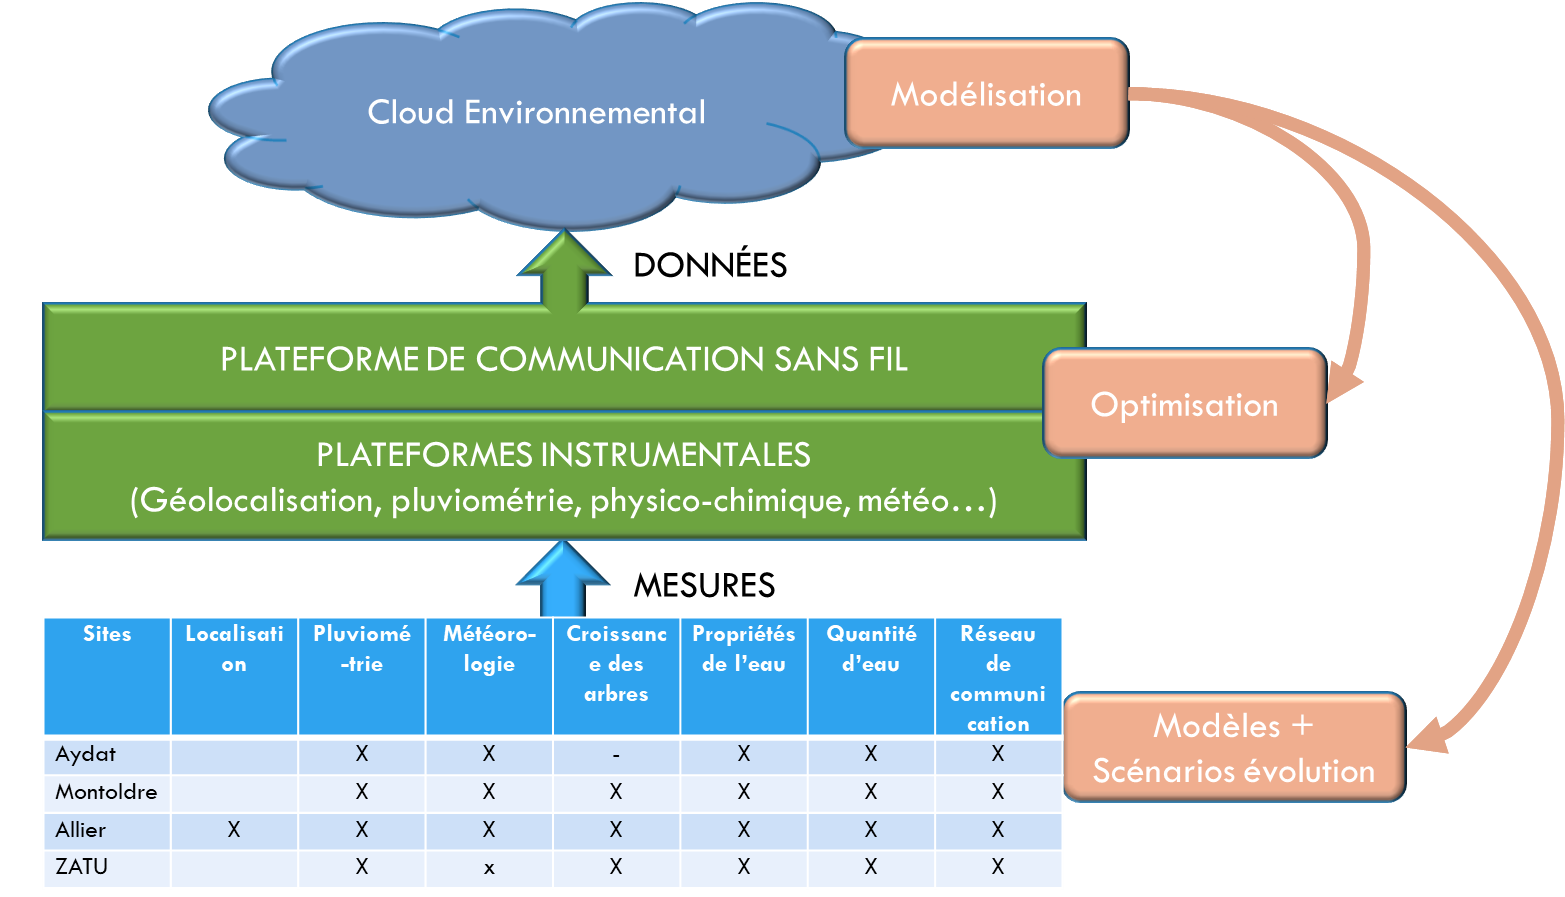 Cloud Environnemental
Modélisation
DONNÉES
PLATEFORME DE COMMUNICATION SANS FIL
Optimisation
PLATEFORMES INSTRUMENTALES
(Géolocalisation, pluviométrie, physico-chimique, météo…)
MESURES
Sites
Localisati
on
Pluviomé
-trie
Météoro-
logie
Croissanc
e des
arbres
Propriétés
de l’eau
Quantité
d’eau
Réseau
de
communi
cation
Aydat X X - X X X
Montoldre X X X X X X
Allier X X X X X X X
ZATU X x X X X X
Modèles +
Scénarios évolution